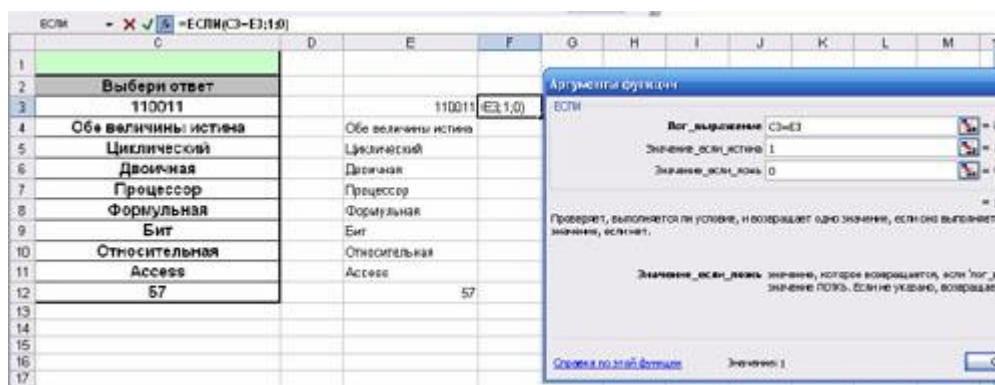 ЕСЛИ =ЕСЛИ(C3=E3;1;0)
C D E F G H I J K L M
1
2 Выбери ответ
3 110011 110011 E3;1;0)
4 Обе величины истина Обе величины истина
5 Циклический Циклический
6 Двоичная Двоичная
7 Процессор Процессор
8 Формульная Формульная
9 Бит Бит
10 Относительная Относительная
11 Access Access
12 57 57
13
14
15
16
17
Аргументы функции
ЕСЛИ
Лог_выражение C3=E3 =
Значение_если_истина 1 =
Значение_если_ложь 0 =
=
Проверяет, выполняется ли условие, и возвращает одно значение, если оно выполняет
значение, если нет.
Значение_если_ложь значение, которое возвращается, если 'лог_
значение ЛОЖЬ. Если не указано, возвращае
Справка по этой функции Значение: 1